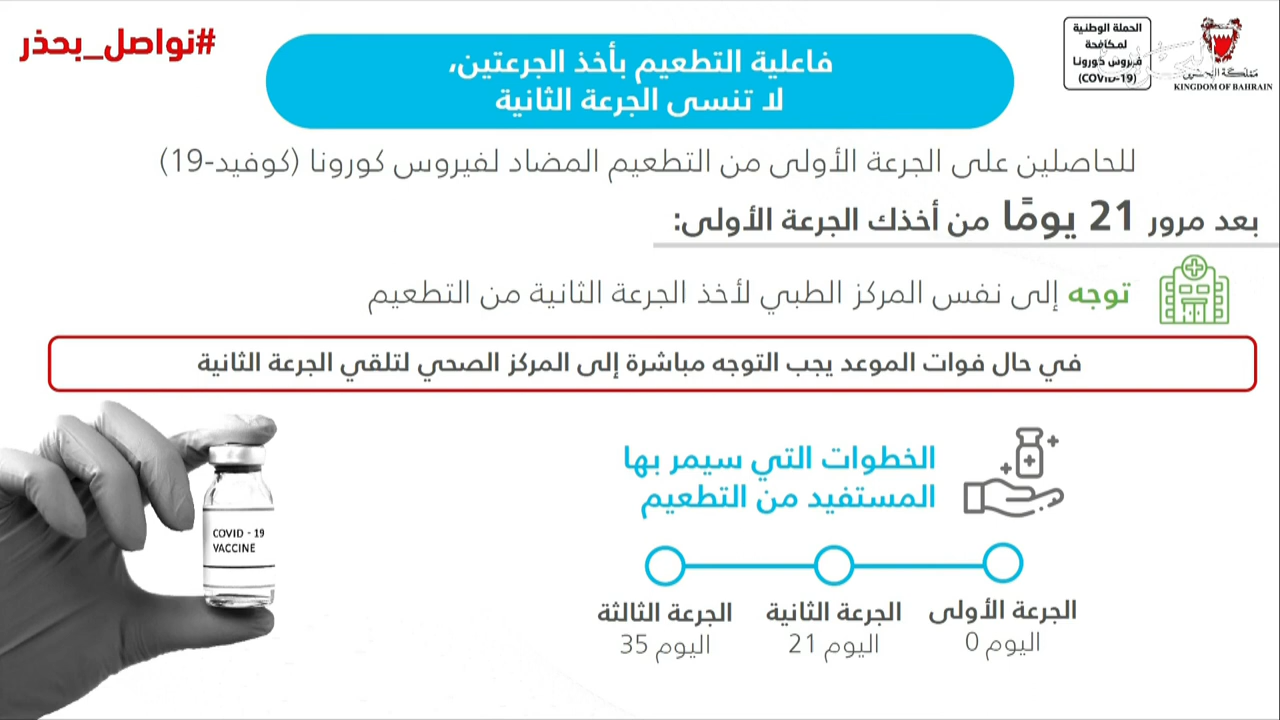 #نواصل_بحذر
الحملة الوطنية
لمكافحة
فيروس كورونا
(COVID-19)
مملكة البحرين
KINGDOM OF BAHRAIN
فاعلية التطعيم بأخذ الجرعتين،
لا تنسى الجرعة الثانية
للحاصلين على الجرعة الأولى من التطعيم المضاد لفيروس كورونا (كوفيد-19)
بعد مرور 21 يومًا من أخذك الجرعة الأولى:
توجه إلى نفس المركز الطبي لأخذ الجرعة الثانية من التطعيم
في حال فوات الموعد يجب التوجه مباشرة إلى المركز الصحي لتلقي الجرعة الثانية
الخطوات التي سيمر بها
المستفيد من التطعيم
الجرعة الأولى
اليوم 0
الجرعة الثانية
اليوم 21
الجرعة الثالثة
اليوم 35
COVID - 19
VACCINE